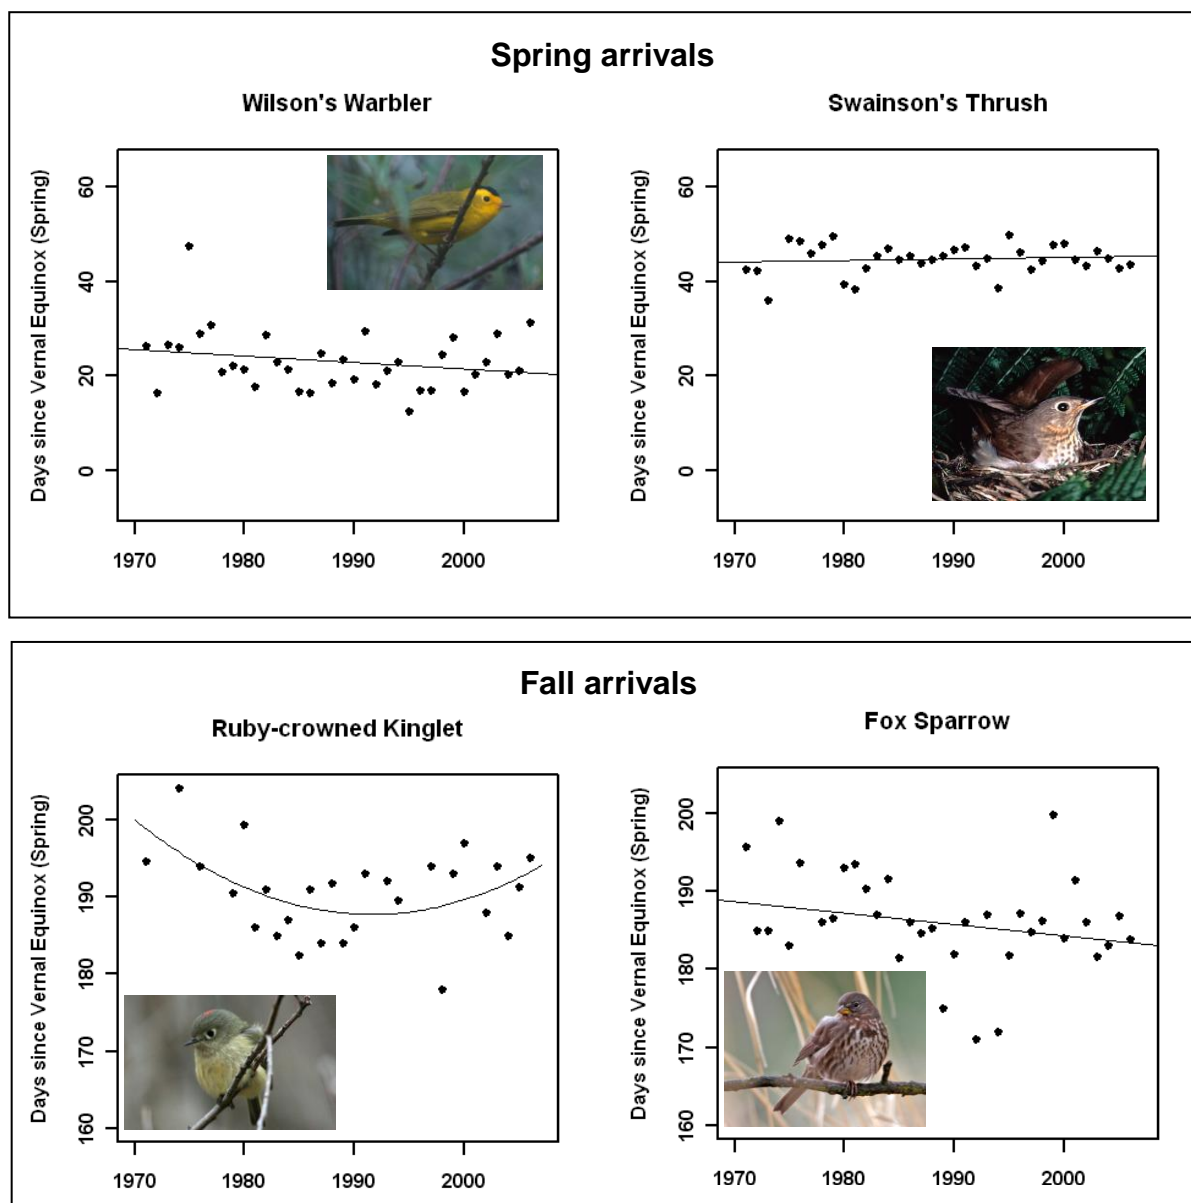 Spring arrivals
Wilson's Warbler
Days since Vernal Equinox (Spring)
60
40
20
0
1970 1980 1990 2000
Swainson's Thrush
Days since Vernal Equinox (Spring)
60
40
20
0
1970 1980 1990 2000
Fall arrivals
Ruby-crowned Kinglet
Days since Vernal Equinox (Spring)
200
190
180
170
160
1970 1980 1990 2000
Fox Sparrow
Days since Vernal Equinox (Spring)
200
190
180
170
160
1970 1980 1990 2000